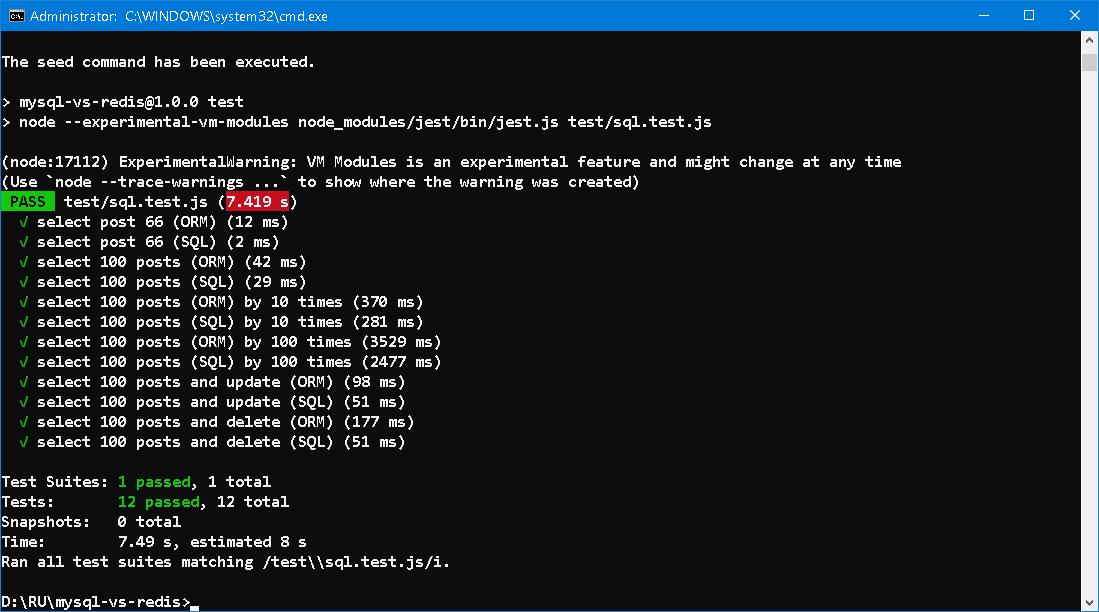 Administrator: C:\WINDOWS\system32\cmd.exe
The seed command has been executed.
> mysql-vs-redis@1.0.0 test
> node --experimental-vm-modules node_modules/jest/bin/jest.js test/sql.test.js
(node:17112) ExperimentalWarning: VM Modules is an experimental feature and might change at any time
(Use `node --trace-warnings ...` to show where the warning was created)
PASS test/sql.test.js (7.419 s)
√ select post 66 (ORM) (12 ms)
√ select post 66 (SQL) (2 ms)
√ select 100 posts (ORM) (42 ms)
√ select 100 posts (SQL) (29 ms)
√ select 100 posts (ORM) by 10 times (370 ms)
√ select 100 posts (SQL) by 10 times (281 ms)
√ select 100 posts (ORM) by 100 times (3529 ms)
√ select 100 posts (SQL) by 100 times (2477 ms)
√ select 100 posts and update (ORM) (98 ms)
√ select 100 posts and update (SQL) (51 ms)
√ select 100 posts and delete (ORM) (177 ms)
√ select 100 posts and delete (SQL) (51 ms)
Test Suites: 1 passed, 1 total
Tests: 12 passed, 12 total
Snapshots: 0 total
Time: 7.49 s, estimated 8 s
Ran all test suites matching /test\\sql.test.js/i.
D:\RU\mysql-vs-redis>